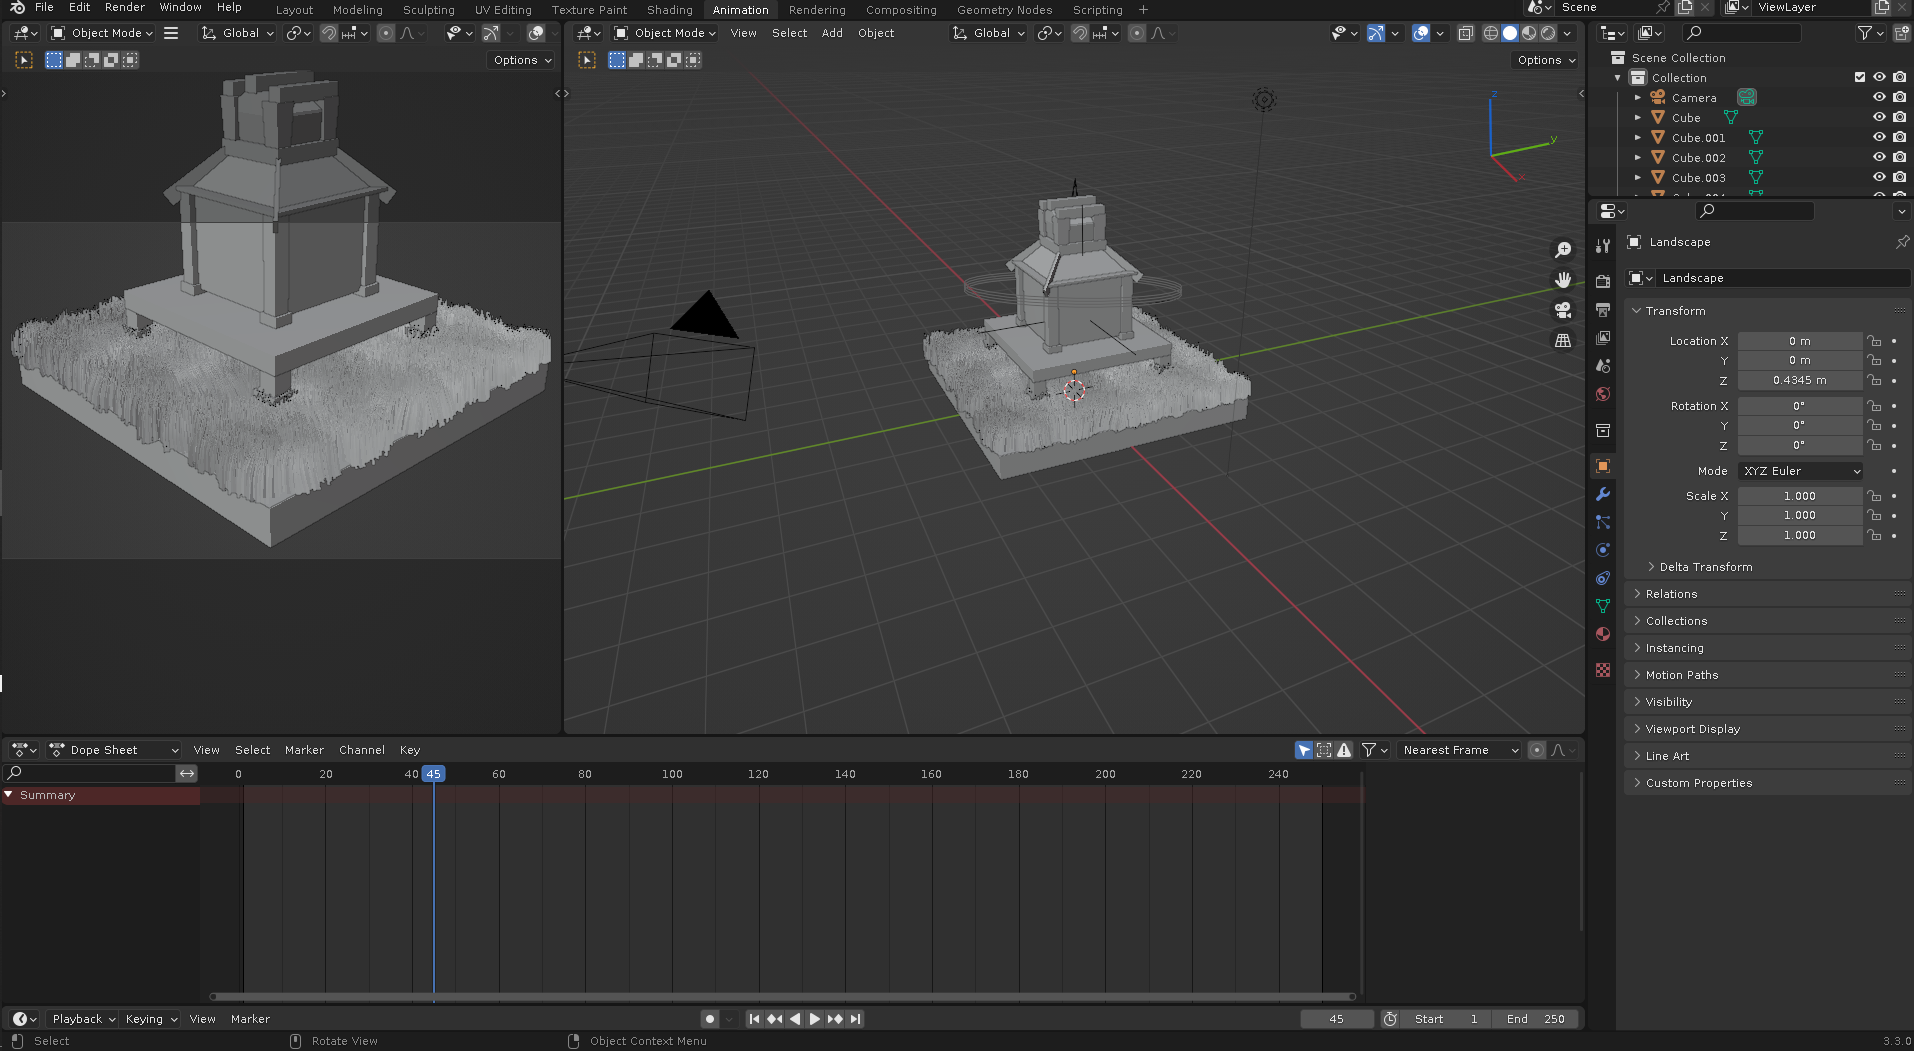 File Edit Render Window Help Layout Modeling Sculpting UV Editing Texture Paint Shading Animation Rendering Compositing Geometry Nodes Scripting + Scene ViewLayer
Object Mode Global Object Mode View Select Add Object Global
Options Options
Scene Collection
Collection
Camera
Cube
Cube.001
Cube.002
Cube.003
z
y
x
Landscape
Landscape
Transform
Location X 0 m
Y 0 m
Z 0.4345 m
Rotation X 0°
Y 0°
Z 0°
Mode XYZ Euler
Scale X 1.000
Y 1.000
Z 1.000
Delta Transform
Relations
Collections
Instancing
Motion Paths
Visibility
Viewport Display
Line Art
Custom Properties
Dope Sheet View Select Marker Channel Key Nearest Frame
0 20 40 45 60 80 100 120 140 160 180 200 220 240
Summary
Playback Keying View Marker 45 Start 1 End 250
Select Rotate View Object Context Menu 3.3.0